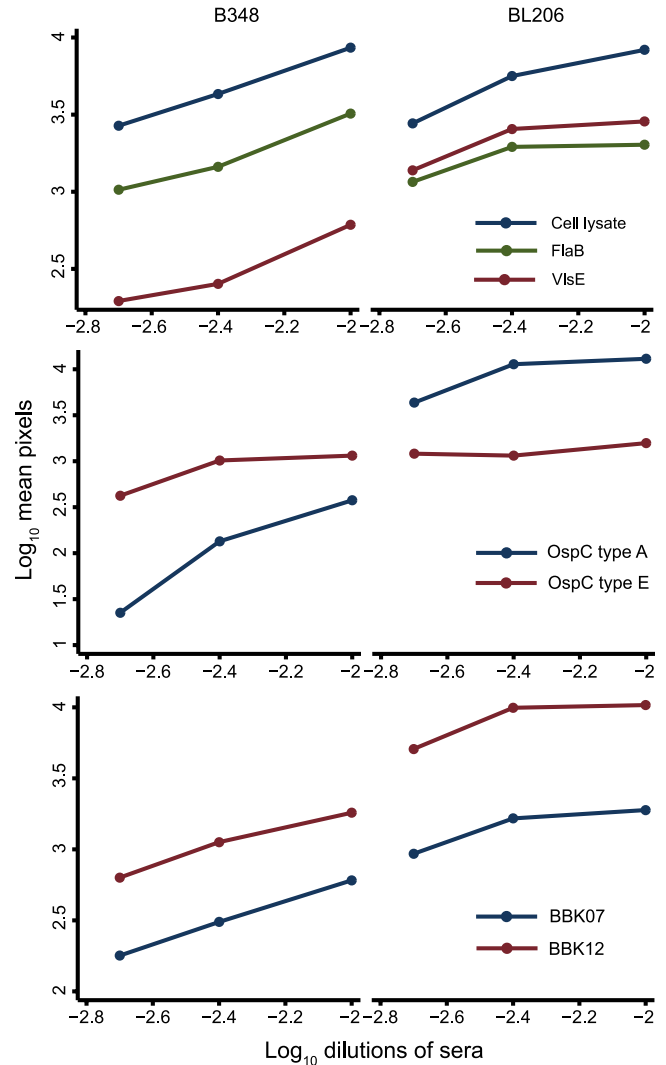 B348 BL206
4
3.5
3
2.5
Cell lysate
FlaB
VlsE
−2.8 −2.6 −2.4 −2.2 −2 −2.8 −2.6 −2.4 −2.2 −2
Log10 mean pixels
4
3.5
3
2.5
2
1.5
1
OspC type A
OspC type E
−2.8 −2.6 −2.4 −2.2 −2 −2.8 −2.6 −2.4 −2.2 −2
4
3.5
3
2.5
2
BBK07
BBK12
−2.8 −2.6 −2.4 −2.2 −2 −2.8 −2.6 −2.4 −2.2 −2
Log10 dilutions of sera